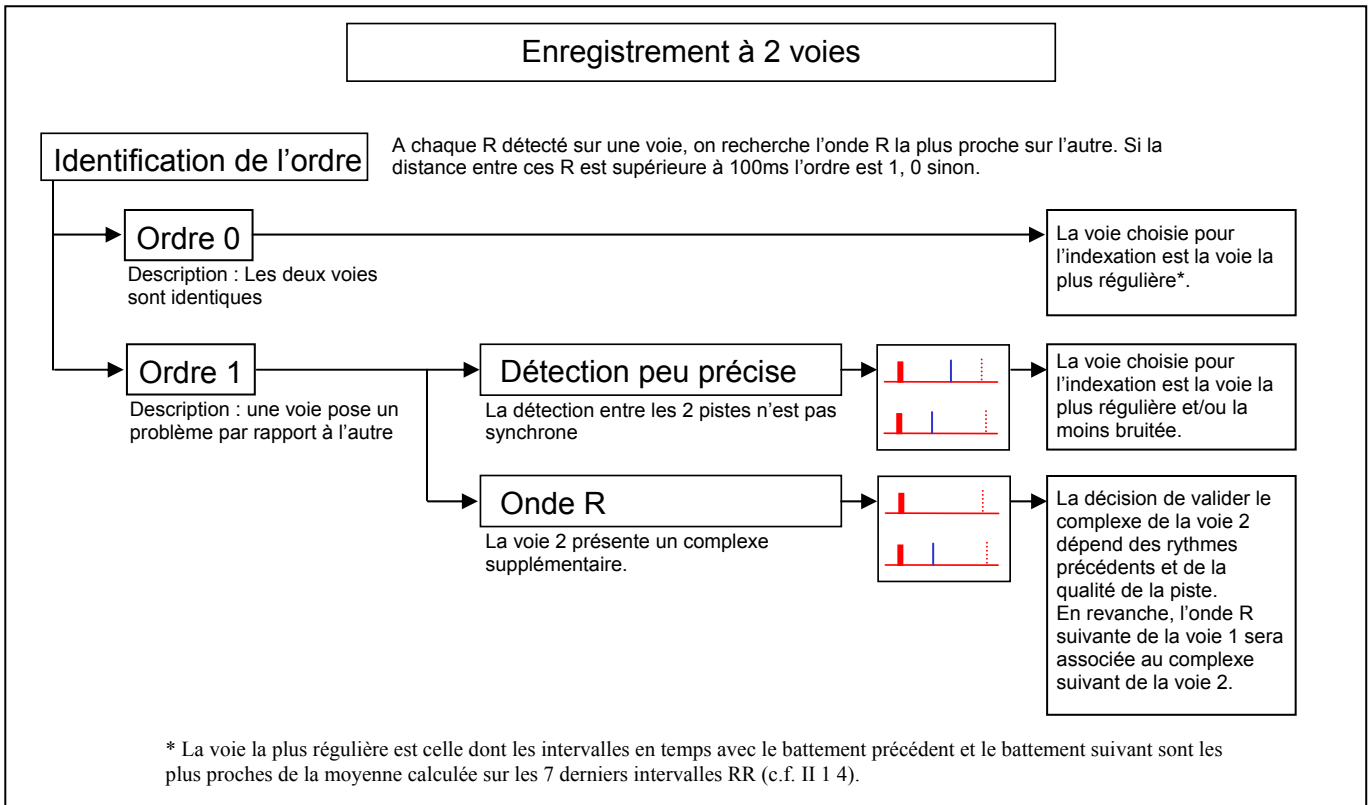 Enregistrement à 2 voies
Identification de l'ordre
A chaque R détecté sur une voie, on recherche l'onde R la plus proche sur l'autre. Si la
distance entre ces R est supérieure à 100ms l'ordre est 1, 0 sinon.
Ordre 0
Description : Les deux voies
sont identiques
La voie choisie pour
l'indexation est la voie la
plus régulière*.
Ordre 1
Description : une voie pose un
problème par rapport à l'autre
Détection peu précise
La détection entre les 2 pistes n'est pas
synchrone
La voie choisie pour
l'indexation est la voie la
plus régulière et/ou la
moins bruitée.
Onde R
La voie 2 présente un complexe
supplémentaire.
La décision de valider le
complexe de la voie 2
dépend des rythmes
précédents et de la
qualité de la piste.
En revanche, l'onde R
suivante de la voie 1 sera
associée au complexe
suivant de la voie 2.
* La voie la plus régulière est celle dont les intervalles en temps avec le battement précédent et le battement suivant sont les
plus proches de la moyenne calculée sur les 7 derniers intervalles RR (c.f. II 1 4).